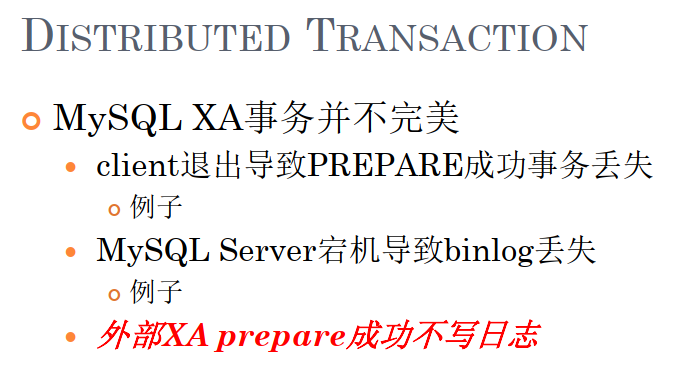 DISTRIBUTED TRANSACTION
MySQL XA事务并不完美
client退出导致PREPARE成功事务丢失
例子
MySQL Server宕机导致binlog丢失
例子
外部XA prepare成功不写日志